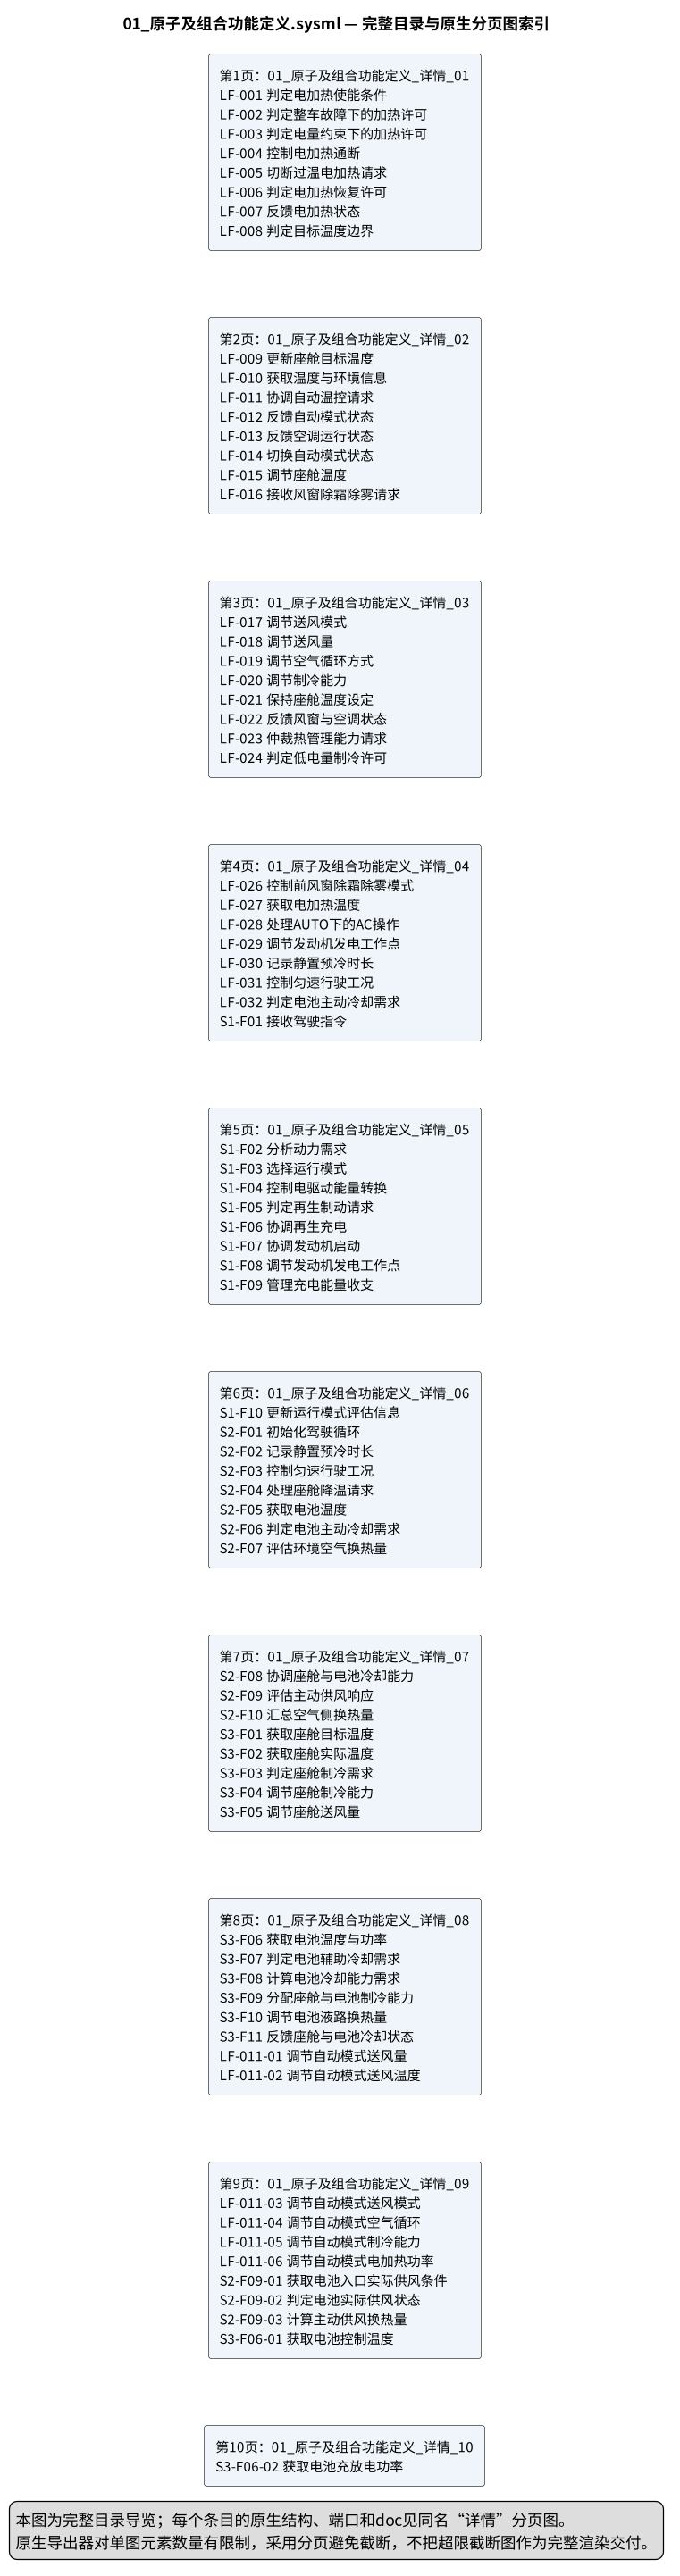 01_原子及组合功能定义.sysml — 完整目录与原生分页图索引
第1页：01_原子及组合功能定义_详情_01
LF-001 判定电加热使能条件
LF-002 判定整车故障下的加热许可
LF-003 判定电量约束下的加热许可
LF-004 控制电加热通断
LF-005 切断过温电加热请求
LF-006 判定电加热恢复许可
LF-007 反馈电加热状态
LF-008 判定目标温度边界
第2页：01_原子及组合功能定义_详情_02
LF-009 更新座舱目标温度
LF-010 获取温度与环境信息
LF-011 协调自动温控请求
LF-012 反馈自动模式状态
LF-013 反馈空调运行状态
LF-014 切换自动模式状态
LF-015 调节座舱温度
LF-016 接收风窗除霜除雾请求
第3页：01_原子及组合功能定义_详情_03
LF-017 调节送风模式
LF-018 调节送风量
LF-019 调节空气循环方式
LF-020 调节制冷能力
LF-021 保持座舱温度设定
LF-022 反馈风窗与空调状态
LF-023 仲裁热管理能力请求
LF-024 判定低电量制冷许可
第4页：01_原子及组合功能定义_详情_04
LF-026 控制前风窗除霜除雾模式
LF-027 获取电加热温度
LF-028 处理AUTO下的AC操作
LF-029 调节发动机发电工作点
LF-030 记录静置预冷时长
LF-031 控制匀速行驶工况
LF-032 判定电池主动冷却需求
S1-F01 接收驾驶指令
第5页：01_原子及组合功能定义_详情_05
S1-F02 分析动力需求
S1-F03 选择运行模式
S1-F04 控制电驱动能量转换
S1-F05 判定再生制动请求
S1-F06 协调再生充电
S1-F07 协调发动机启动
S1-F08 调节发动机发电工作点
S1-F09 管理充电能量收支
第6页：01_原子及组合功能定义_详情_06
S1-F10 更新运行模式评估信息
S2-F01 初始化驾驶循环
S2-F02 记录静置预冷时长
S2-F03 控制匀速行驶工况
S2-F04 处理座舱降温请求
S2-F05 获取电池温度
S2-F06 判定电池主动冷却需求
S2-F07 评估环境空气换热量
第7页：01_原子及组合功能定义_详情_07
S2-F08 协调座舱与电池冷却能力
S2-F09 评估主动供风响应
S2-F10 汇总空气侧换热量
S3-F01 获取座舱目标温度
S3-F02 获取座舱实际温度
S3-F03 判定座舱制冷需求
S3-F04 调节座舱制冷能力
S3-F05 调节座舱送风量
第8页：01_原子及组合功能定义_详情_08
S3-F06 获取电池温度与功率
S3-F07 判定电池辅助冷却需求
S3-F08 计算电池冷却能力需求
S3-F09 分配座舱与电池制冷能力
S3-F10 调节电池液路换热量
S3-F11 反馈座舱与电池冷却状态
LF-011-01 调节自动模式送风量
LF-011-02 调节自动模式送风温度
第9页：01_原子及组合功能定义_详情_09
LF-011-03 调节自动模式送风模式
LF-011-04 调节自动模式空气循环
LF-011-05 调节自动模式制冷能力
LF-011-06 调节自动模式电加热功率
S2-F09-01 获取电池入口实际供风条件
S2-F09-02 判定电池实际供风状态
S2-F09-03 计算主动供风换热量
S3-F06-01 获取电池控制温度
第10页：01_原子及组合功能定义_详情_10
S3-F06-02 获取电池充放电功率
本图为完整目录导览；每个条目的原生结构、端口和doc见同名“详情”分页图。
原生导出器对单图元素数量有限制，采用分页避免截断，不把超限截断图作为完整渲染交付。